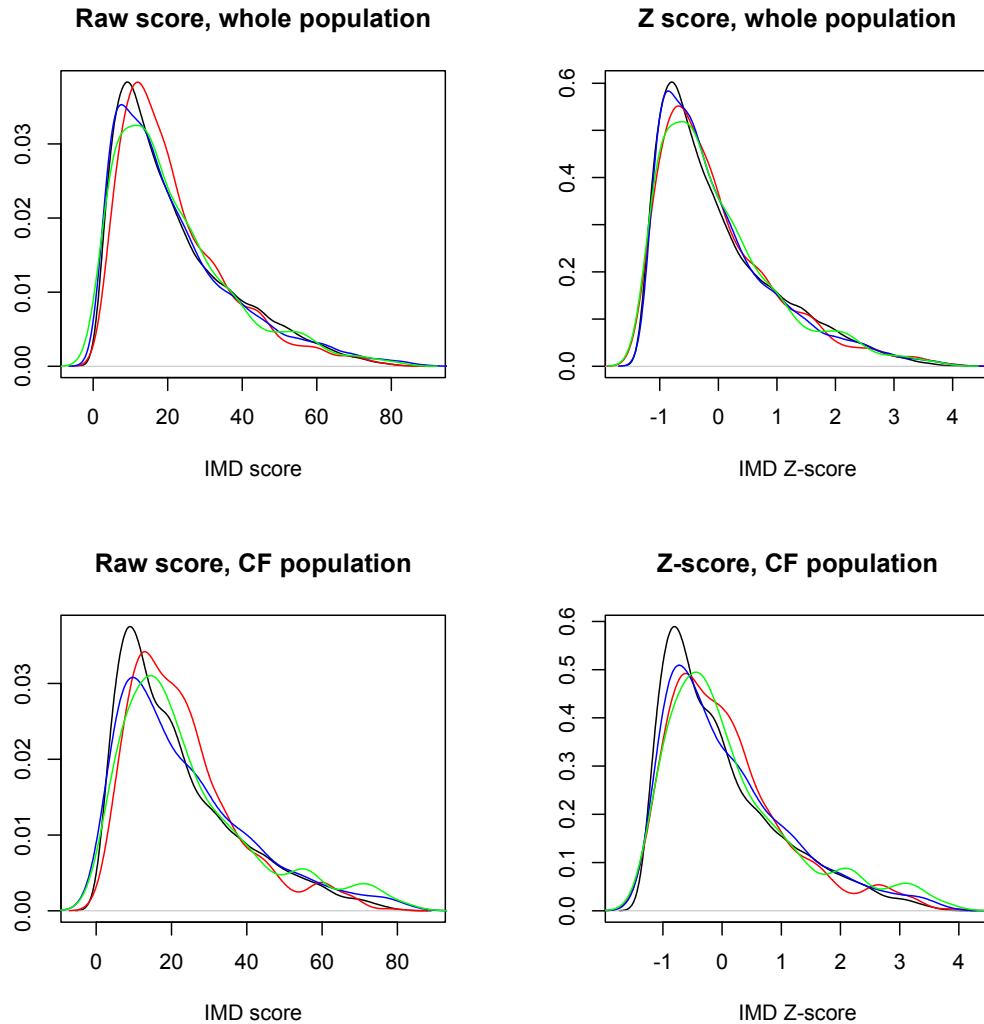 Raw score, whole population
0.00 0.01 0.02 0.03
0 20 40 60 80
IMD score
Z score, whole population
0.0 0.2 0.4 0.6
-1 0 1 2 3 4
IMD Z-score
Raw score, CF population
0.00 0.01 0.02 0.03
0 20 40 60 80
IMD score
Z-score, CF population
0.0 0.1 0.2 0.3 0.4 0.5 0.6
-1 0 1 2 3 4
IMD Z-score